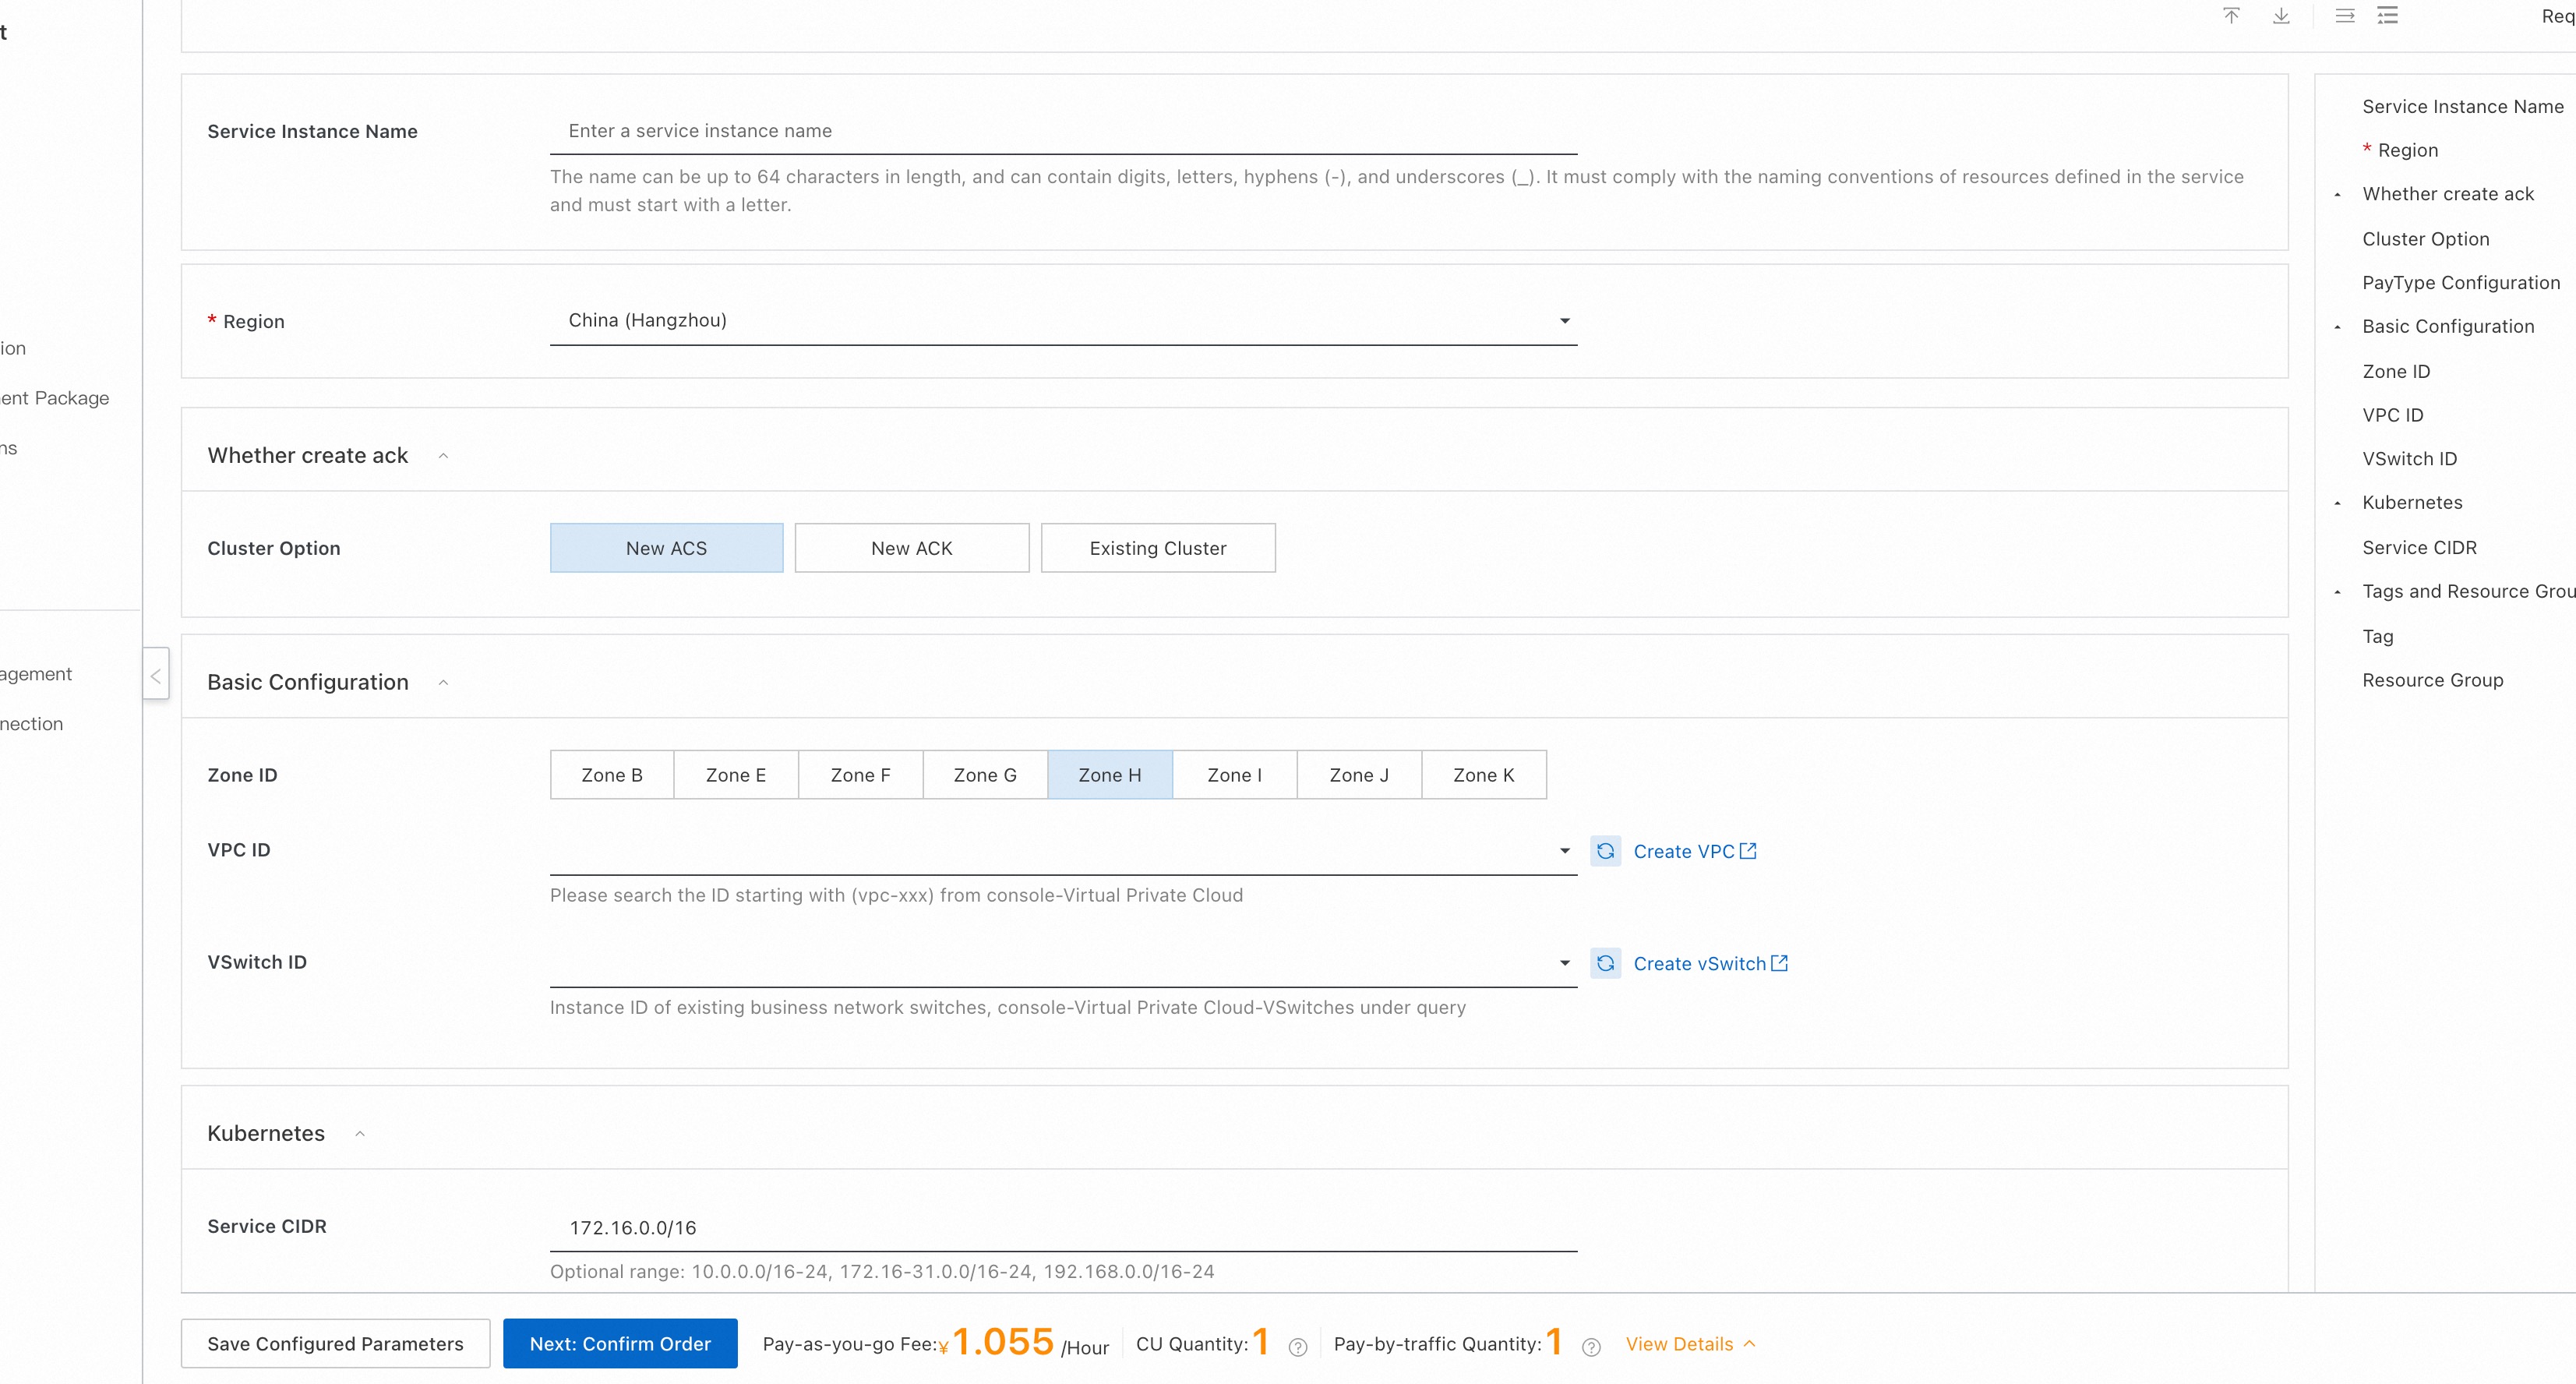 t
ion
ent Package
ns
agement
nection
Req
Service Instance Name
Enter a service instance name
The name can be up to 64 characters in length, and can contain digits, letters, hyphens (-), and underscores (_). It must comply with the naming conventions of resources defined in the service
and must start with a letter.
* Region
China (Hangzhou)
Whether create ack
Cluster Option
New ACS
New ACK
Existing Cluster
Basic Configuration
Zone ID
Zone B
Zone E
Zone F
Zone G
Zone H
Zone I
Zone J
Zone K
VPC ID
Create VPC
Please search the ID starting with (vpc-xxx) from console-Virtual Private Cloud
VSwitch ID
Create vSwitch
Instance ID of existing business network switches, console-Virtual Private Cloud-VSwitches under query
Kubernetes
Service CIDR
172.16.0.0/16
Optional range: 10.0.0.0/16-24, 172.16-31.0.0/16-24, 192.168.0.0/16-24
Save Configured Parameters
Next: Confirm Order
Pay-as-you-go Fee:¥1.055 /Hour
CU Quantity:1
Pay-by-traffic Quantity:1
View Details
Service Instance Name
* Region
Whether create ack
Cluster Option
PayType Configuration
Basic Configuration
Zone ID
VPC ID
VSwitch ID
Kubernetes
Service CIDR
Tags and Resource Grou
Tag
Resource Group